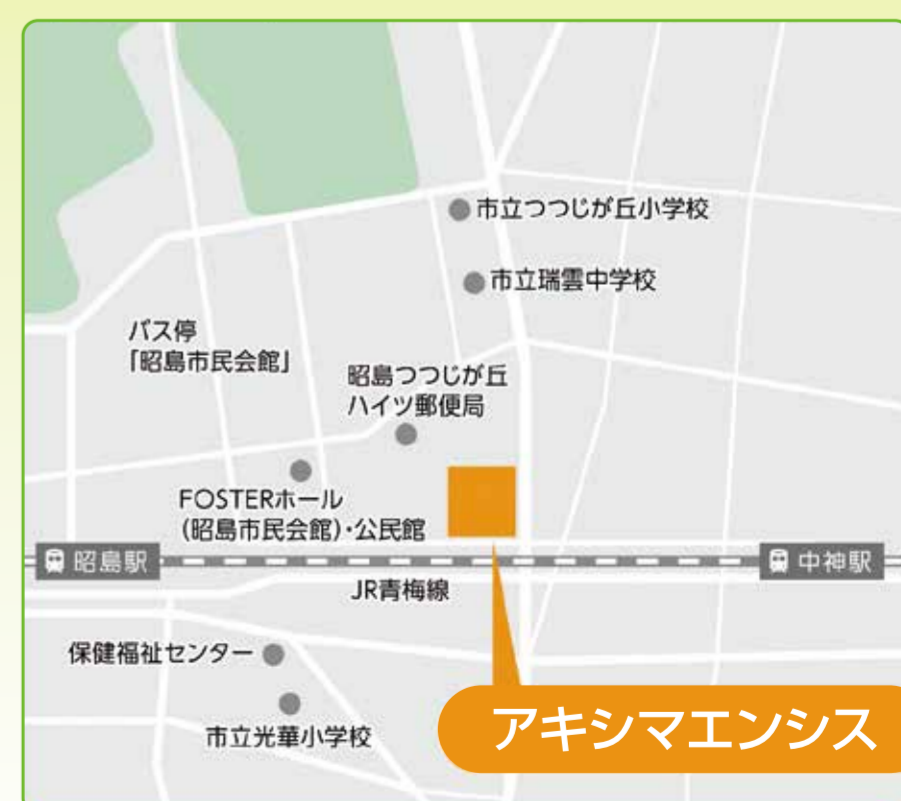 市立つつじが丘小学校
市立瑞雲中学校
バス停
「昭島市民会館」
昭島つつじが丘
ハイツ郵便局
FOSTERホール
(昭島市民会館)・公民館
昭島駅
中神駅
JR青梅線
保健福祉センター
市立光華小学校
アキシマエンシス